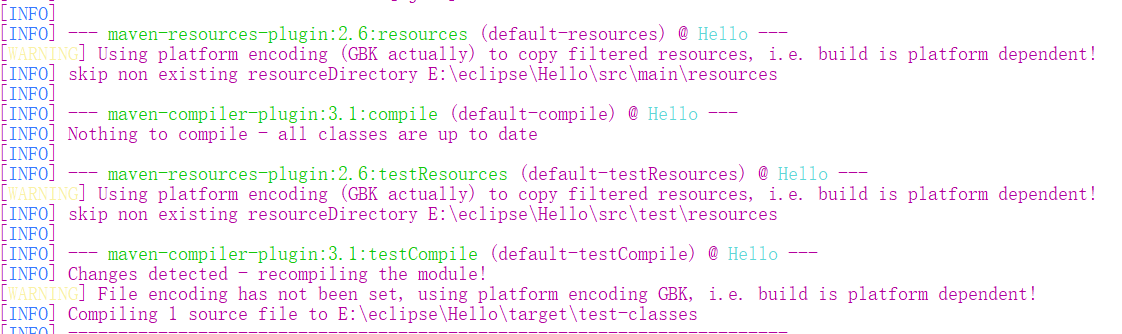 [INFO]
[INFO] --- maven-resources-plugin:2.6:resources (default-resources) @ Hello ---
[WARNING] Using platform encoding (GBK actually) to copy filtered resources, i.e. build is platform dependent!
[INFO] skip non existing resourceDirectory E:\eclipse\Hello\src\main\resources
[INFO]
[INFO] --- maven-compiler-plugin:3.1:compile (default-compile) @ Hello ---
[INFO] Nothing to compile - all classes are up to date
[INFO]
[INFO] --- maven-resources-plugin:2.6:testResources (default-testResources) @ Hello ---
[WARNING] Using platform encoding (GBK actually) to copy filtered resources, i.e. build is platform dependent!
[INFO] skip non existing resourceDirectory E:\eclipse\Hello\src\test\resources
[INFO]
[INFO] --- maven-compiler-plugin:3.1:testCompile (default-testCompile) @ Hello ---
[INFO] Changes detected - recompiling the module!
[WARNING] File encoding has not been set, using platform encoding GBK, i.e. build is platform dependent!
[INFO] Compiling 1 source file to E:\eclipse\Hello\target\test-classes
[INFO] ------------------------------------------------------------------------